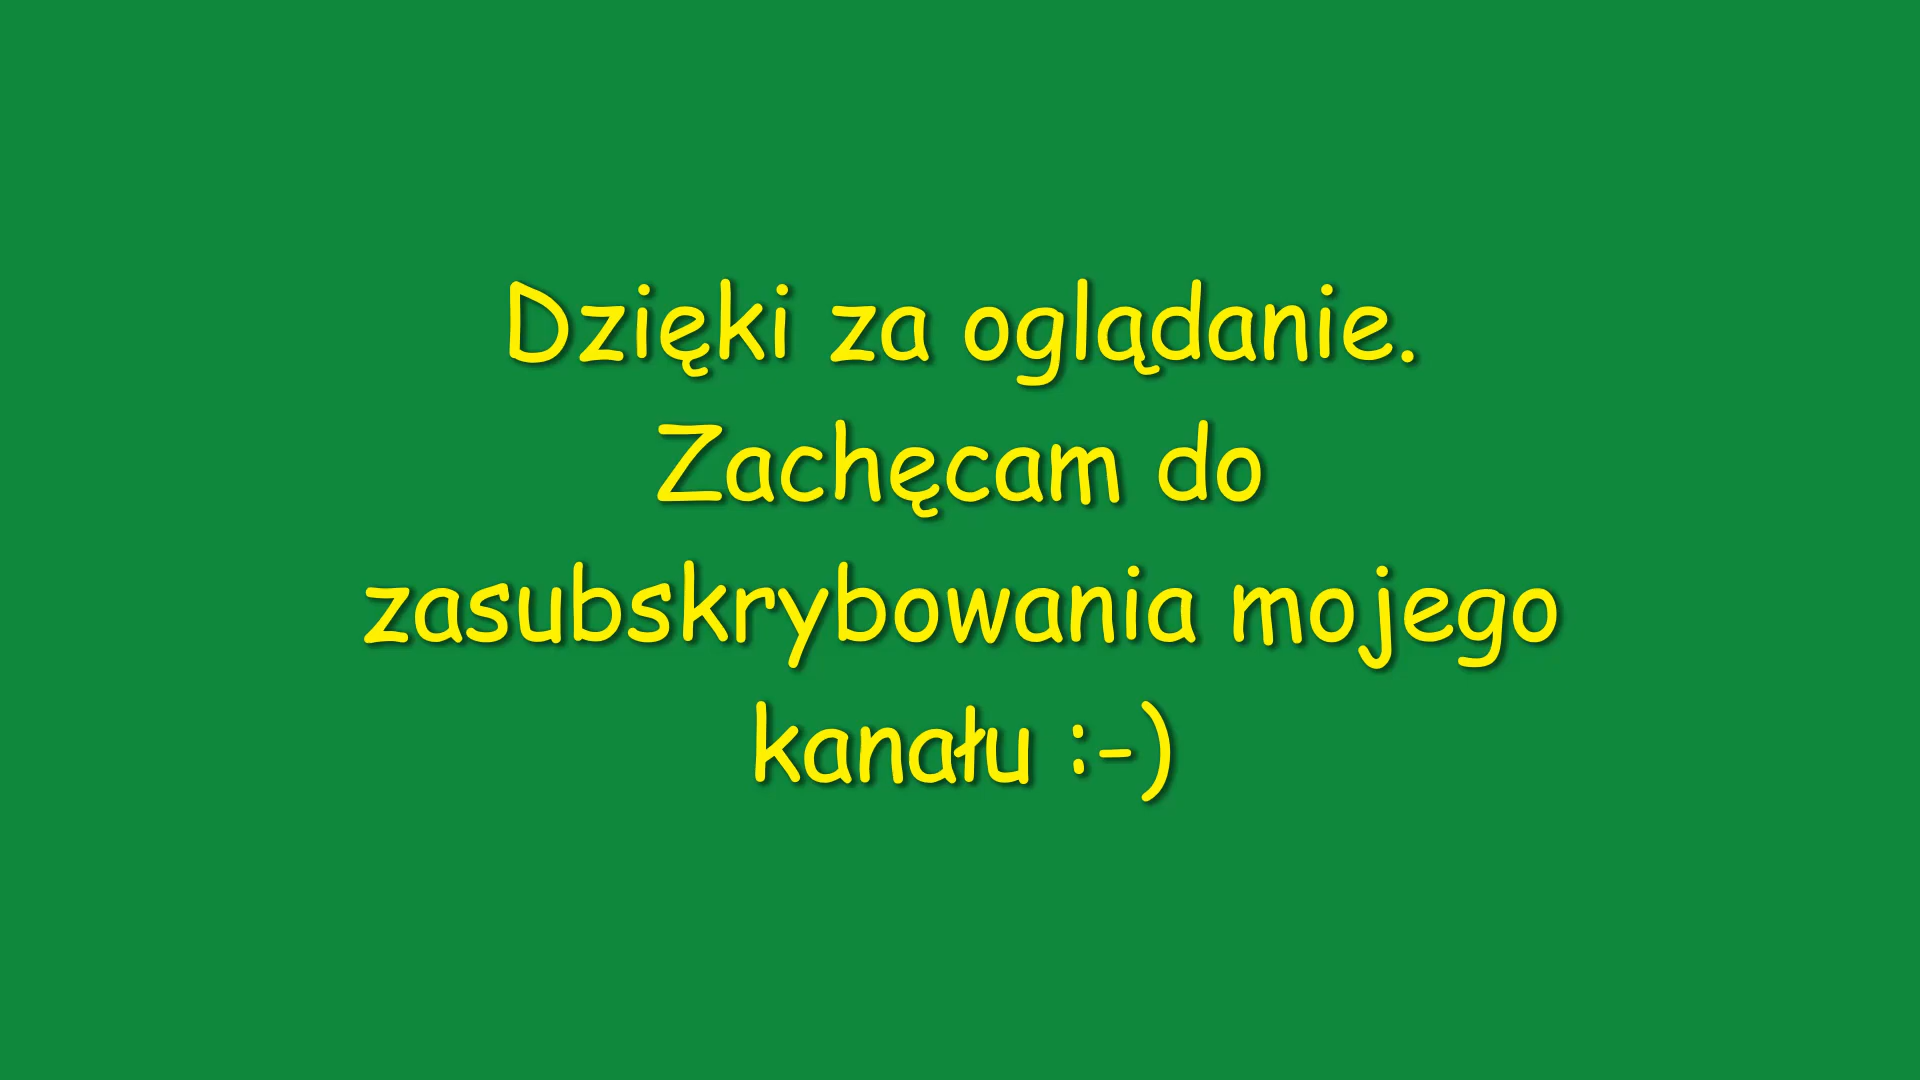 Dzięki za oglądanie.
Zachęcam do
zasubskrybowania mojego
kanału :-)